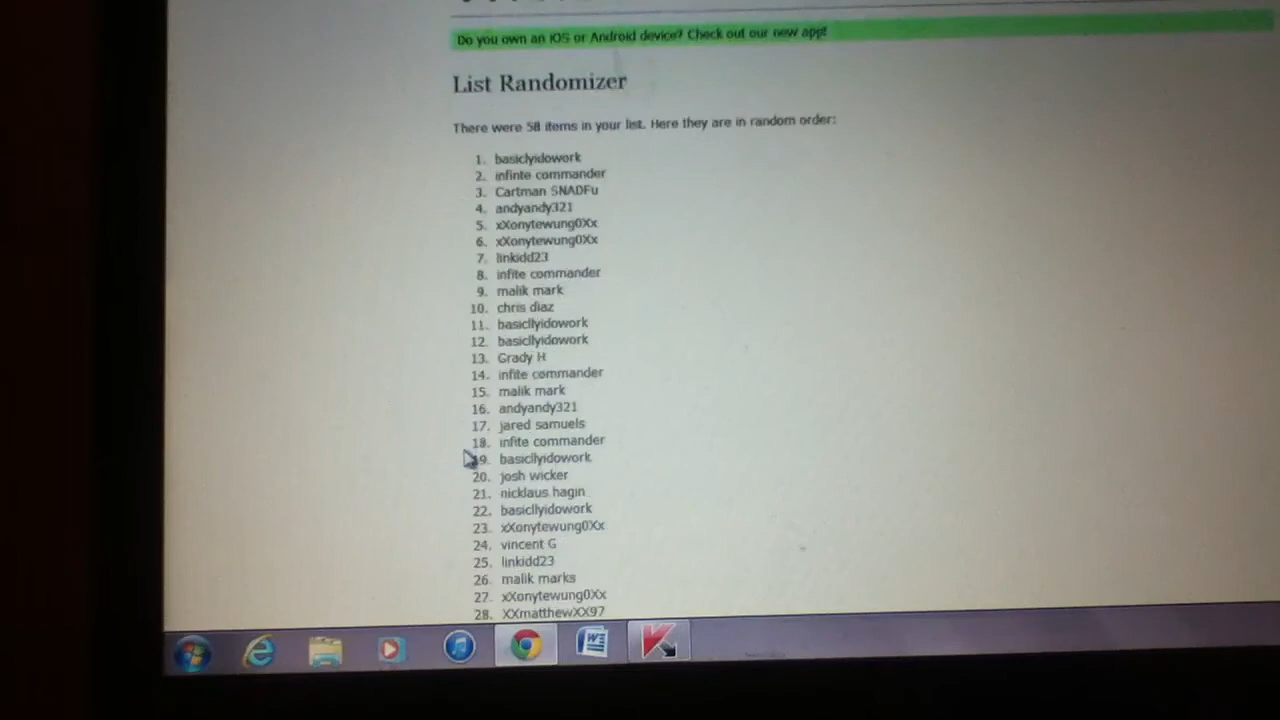 Do you own an iOS or Android device? Check out our new app!
List Randomizer
There were 58 items in your list. Here they are in random order:
1. basiclyidowork
2. infinte commander
3. Cartman SNADFu
4. andyandy321
5. xXonytewung0Xx
6. xXonytewung0Xx
7. linkidd23
8. infite commander
9. malik mark
10. chris diaz
11. basicllyidowork
12. basicllyidowork
13. Grady H
14. infite commander
15. malik mark
16. andyandy321
17. jared samuels
18. infite commander
19. basicllyidowork
20. josh wicker
21. nicklaus hagin
22. basicllyidowork
23. xXonytewung0Xx
24. vincent G
25. linkidd23
26. malik marks
27. xXonytewung0Xx
28. XXmatthewXX97